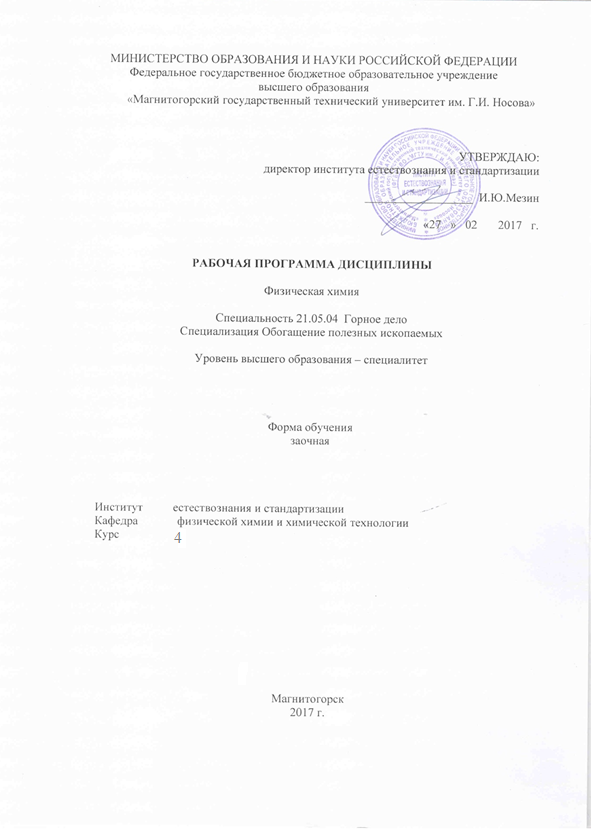 МИНИСТЕРСТВО ОБРАЗОВАНИЯ И НАУКИ РОССИЙСКОЙ ФЕДЕРАЦИИ
Федеральное государственное бюджетное образовательное учреждение
высшего образования
«Магнитогорский государственный технический университет им. Г.И. Носова»
УТВЕРЖДАЮ:
директор института естествознания и стандартизации
И.Ю.Мезин
«27 » 02 2017 г.
РАБОЧАЯ ПРОГРАММА ДИСЦИПЛИНЫ
Физическая химия
Специальность 21.05.04 Горное дело
Специализация Обогащение полезных ископаемых
Уровень высшего образования – специалитет
Форма обучения
заочная
Институт естествознания и стандартизации
Кафедра физической химии и химической технологии
Курс 4
Магнитогорск
2017 г.